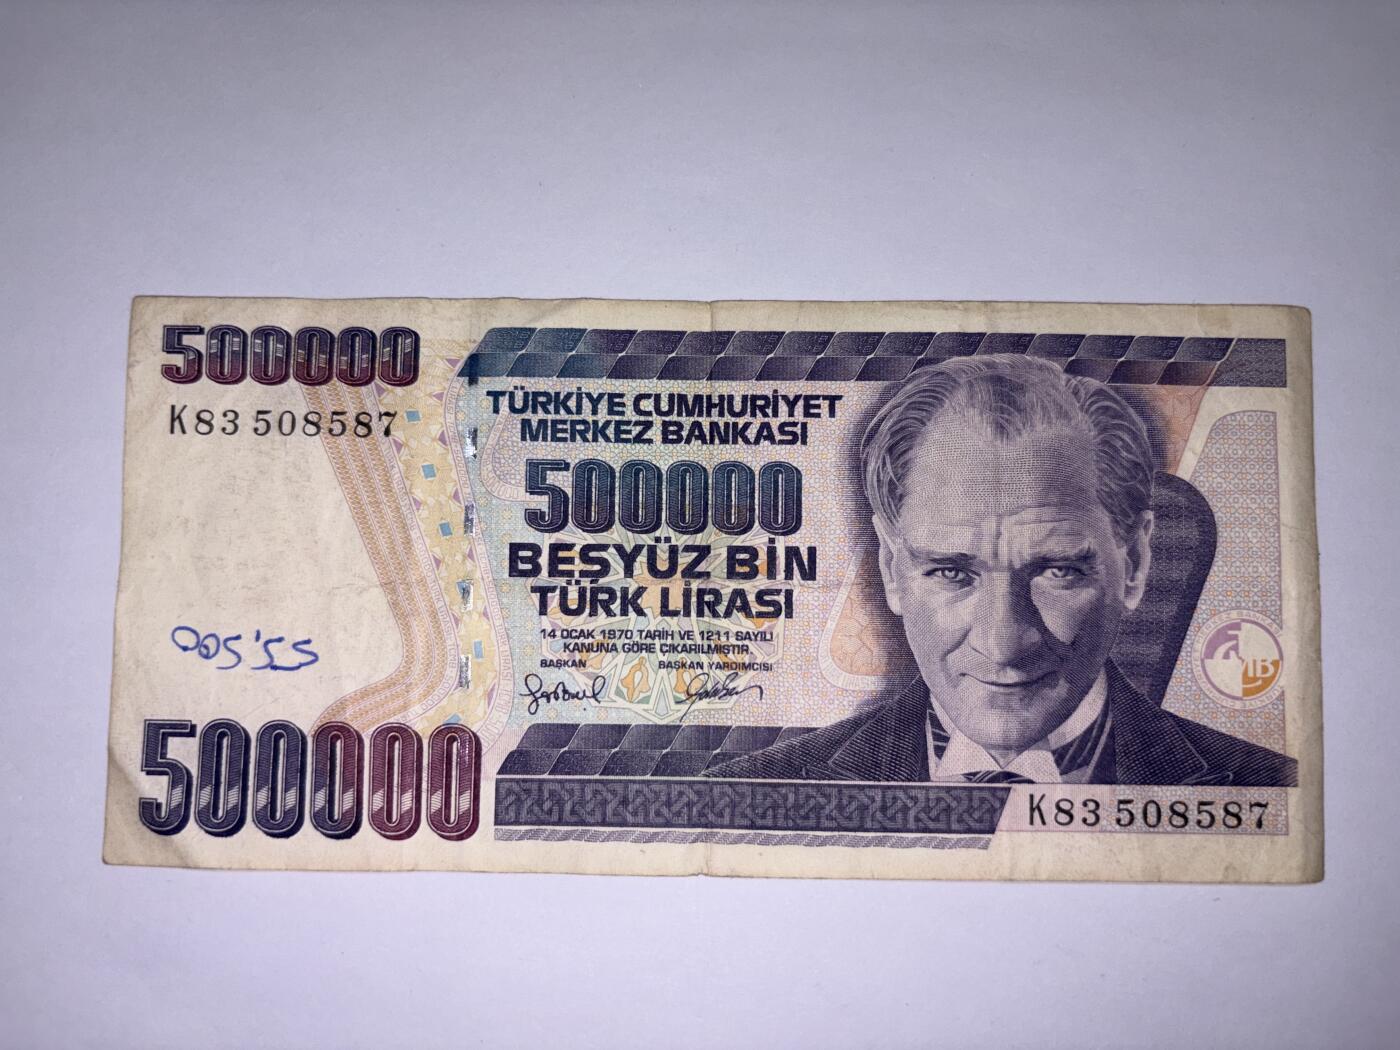 500000
K83 508587
TÜRKİYE CUMHURİYET
MERKEZ BANKASI
500000
BEŞYÜZ BİN
TÜRK LİRASI
14 OCAK 1970 TARİH VE 1211 SAYILI
KANUNA GÖRE ÇIKARILMIŞTIR.
BAŞKAN BAŞKAN YARDIMCISI
500000
K83 508587